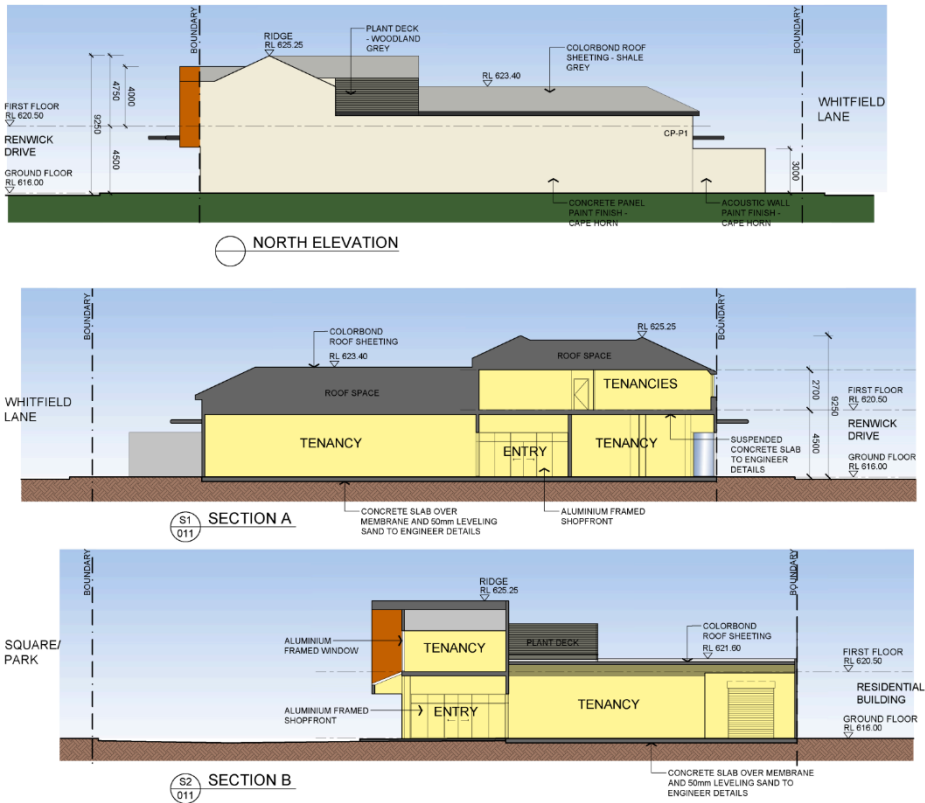 BOUNDARY
RIDGE
RL 625.25
PLANT DECK
- WOODLAND
GREY
COLORBOND ROOF
SHEETING - SHALE
GREY
BOUNDARY
RL 623.40
FIRST FLOOR
RL 620.50
RENWICK
DRIVE
GROUND FLOOR
RL 616.00
9250
4750
4000
4500
WHITFIELD
LANE
CP-P1
3000
CONCRETE PANEL
PAINT FINISH -
CAPE HORN
ACOUSTIC WALL
PAINT FINISH -
CAPE HORN
NORTH ELEVATION
BOUNDARY
COLORBOND
ROOF SHEETING
RL 623.40
RL 625.25
BOUNDARY
ROOF SPACE
ROOF SPACE
TENANCIES
2700
9250
4500
FIRST FLOOR
RL 620.50
RENWICK
DRIVE
GROUND FLOOR
RL 616.00
WHITFIELD
LANE
TENANCY
ENTRY
TENANCY
SUSPENDED
CONCRETE SLAB
TO ENGINEER
DETAILS
S1
011
SECTION A
CONCRETE SLAB OVER
MEMBRANE AND 50mm LEVELING
SAND TO ENGINEER DETAILS
ALUMINIUM FRAMED
SHOPFRONT
BOUNDARY
RIDGE
RL 625.25
BOUNDARY
SQUARE/
PARK
ALUMINIUM
FRAMED WINDOW
TENANCY
PLANT DECK
COLORBOND
ROOF SHEETING
RL 621.60
FIRST FLOOR
RL 620.50
RESIDENTIAL
BUILDING
GROUND FLOOR
RL 616.00
ALUMINIUM FRAMED
SHOPFRONT
ENTRY
TENANCY
S2
011
SECTION B
CONCRETE SLAB OVER MEMBRANE
AND 50mm LEVELING SAND TO
ENGINEER DETAILS